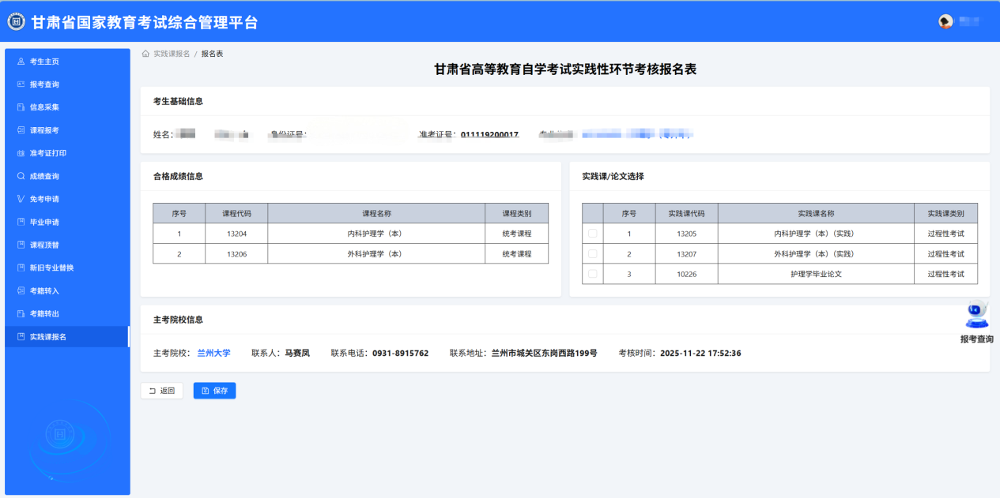 甘肃省国家教育考试综合管理平台
考生主页
报考查询
信息采集
课程报考
准考证打印
成绩查询
免考申请
毕业申请
课程顶替
新旧专业替换
考籍转入
考籍转出
实践课报名
实践课报名 / 报名表
甘肃省高等教育自学考试实践性环节考核报名表
考生基础信息
姓名: 身份证号: 准考证号: 011119200017
合格成绩信息
序号 课程代码 课程名称 课程类别
1 13204 内科护理学（本） 统考课程
2 13206 外科护理学（本） 统考课程
实践课/论文选择
序号 实践课代码 实践课名称 实践课类别
1 13205 内科护理学（本）（实践） 过程性考试
2 13207 外科护理学（本）（实践） 过程性考试
3 10226 护理学毕业论文 过程性考试
主考院校信息
主考院校: 兰州大学 联系人: 马赛凤 联系电话: 0931-8915762 联系地址: 兰州市城关区东岗西路199号 考核时间: 2025-11-22 17:52:36
返回 保存
报考查询